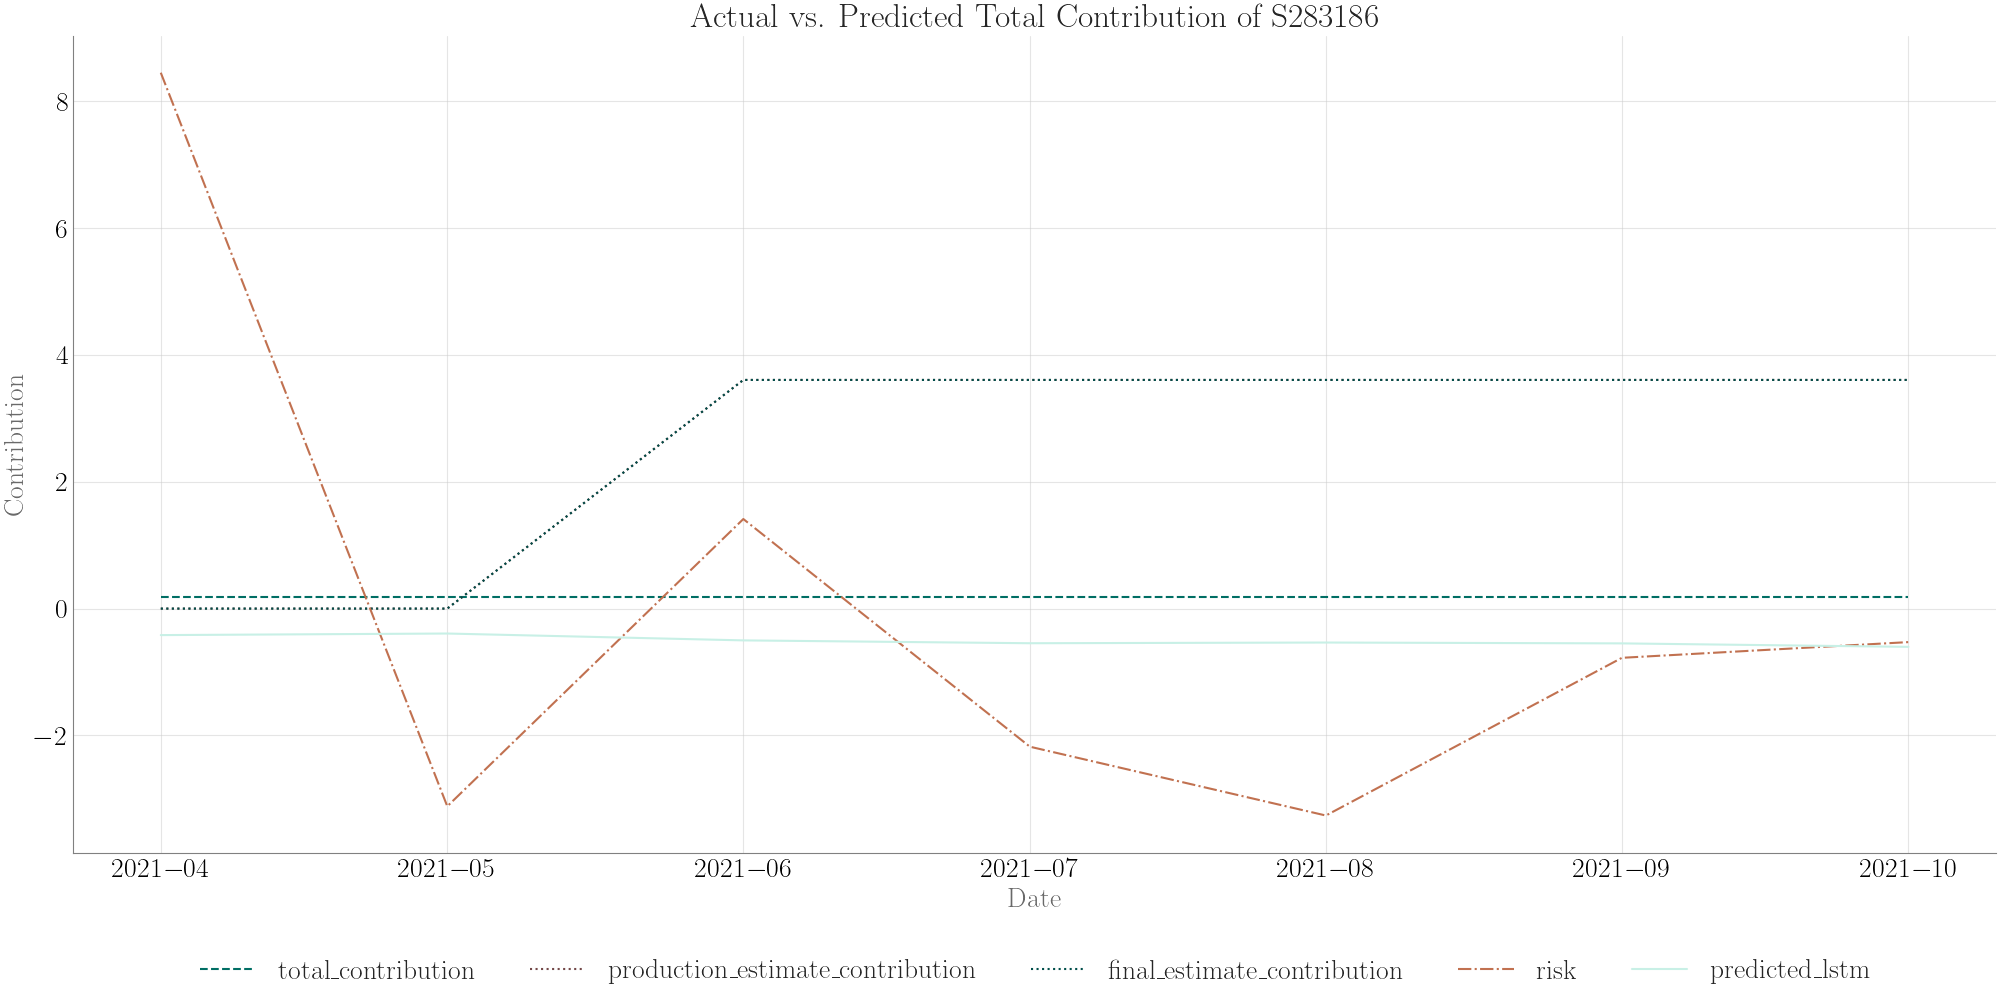 Actual vs. Predicted Total Contribution of S283186
8
6
4
2
0
−2
Contribution
2021−04 2021−05 2021−06 2021−07 2021−08 2021−09 2021−10
Date
total_contribution production_estimate_contribution final_estimate_contribution risk predicted_lstm